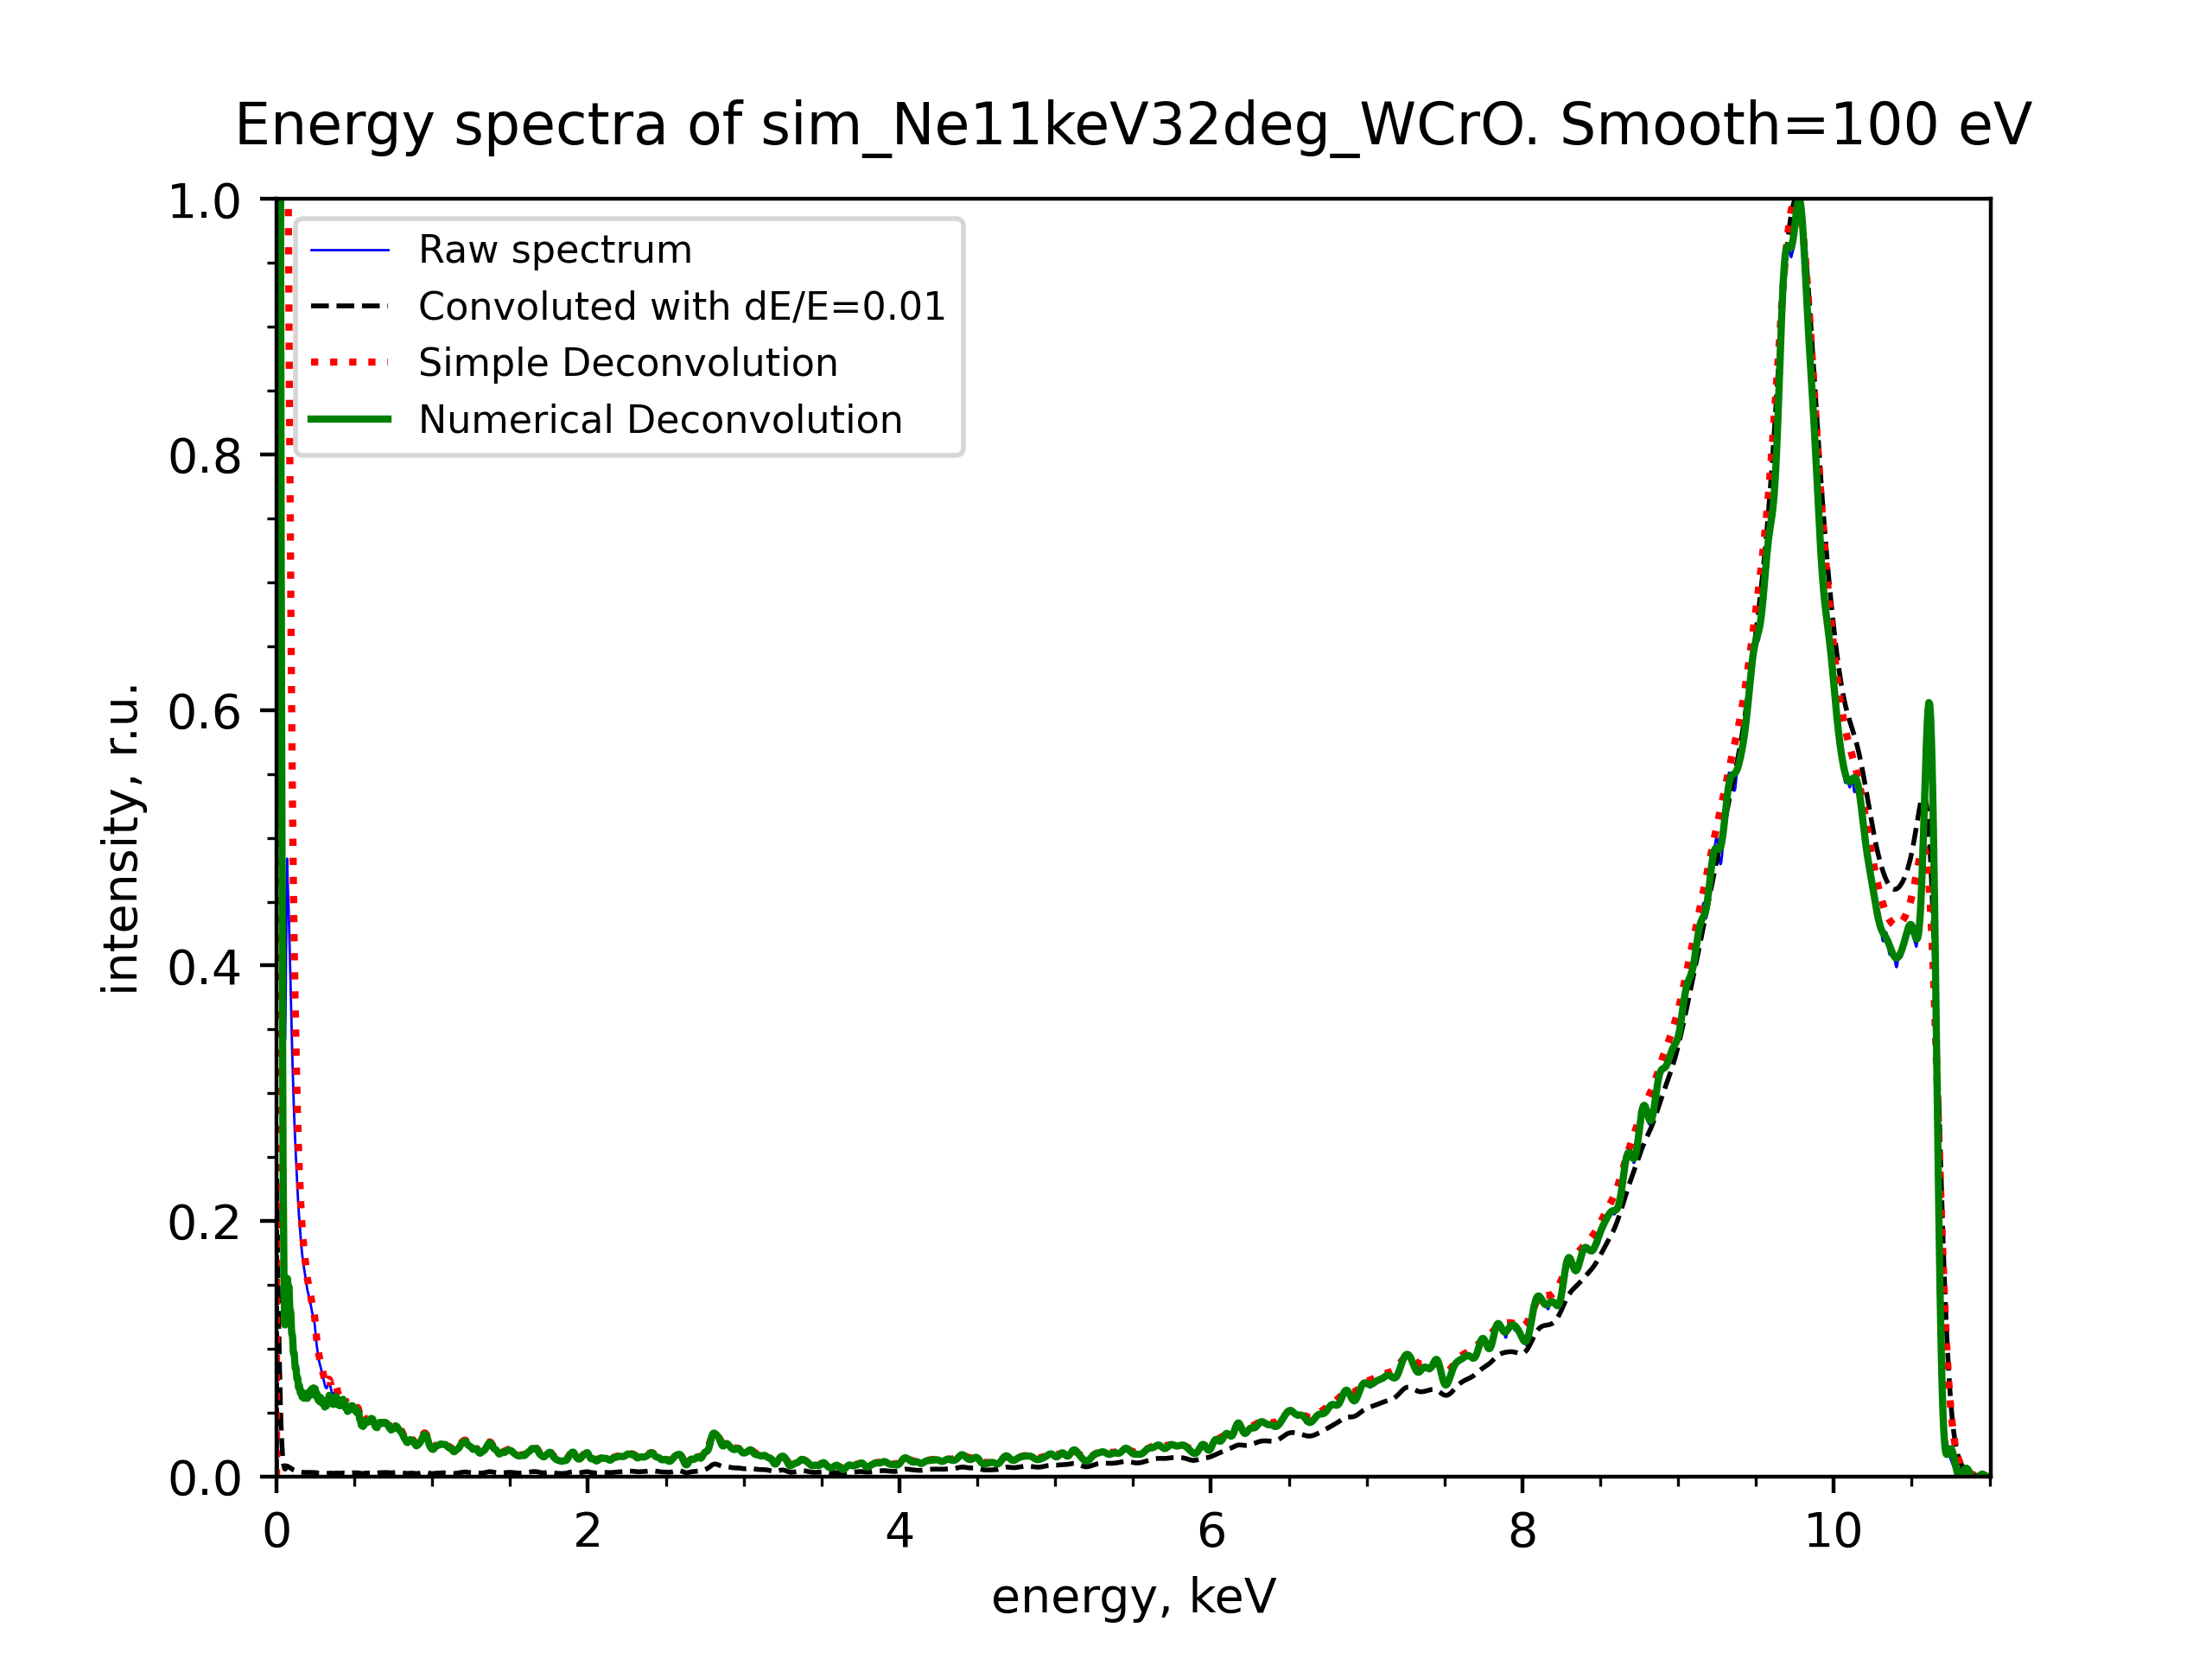 Energy spectra of sim_Ne11keV32deg_WCrO. Smooth=100 eV
1.0
0.8
0.6
0.4
0.2
0.0
intensity, r.u.
Raw spectrum
Convoluted with dE/E=0.01
Simple Deconvolution
Numerical Deconvolution
0 2 4 6 8 10
energy, keV